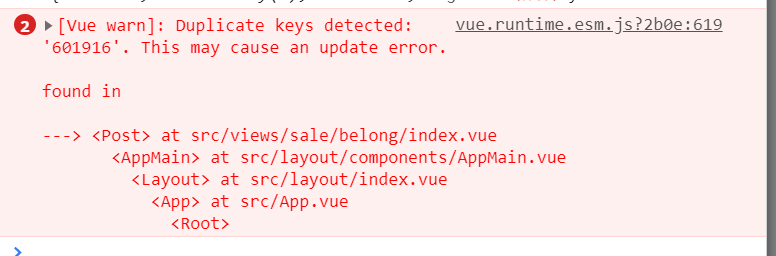 2 ▶[Vue warn]: Duplicate keys detected: vue.runtime.esm.js?2b0e:619
'601916'. This may cause an update error.
found in
---> <Post> at src/views/sale/belong/index.vue
<AppMain> at src/layout/components/AppMain.vue
<Layout> at src/layout/index.vue
<App> at src/App.vue
<Root>